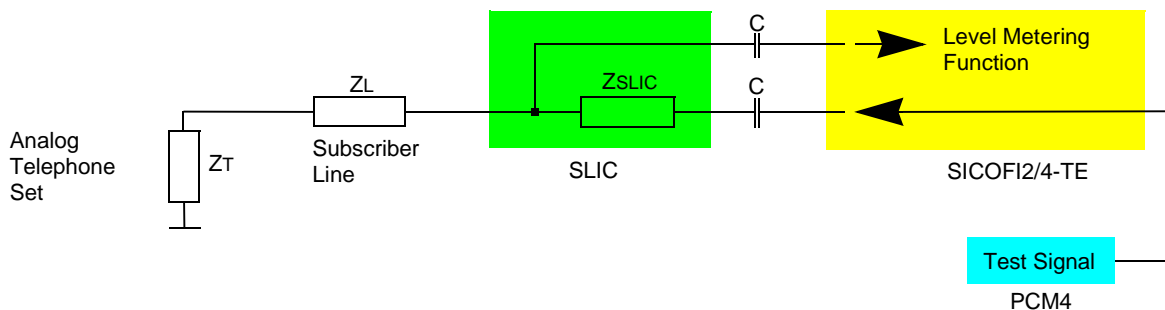 C
Level Metering
Function
ZL
ZSLIC
C
Analog
Telephone
Set
ZT
Subscriber
Line
SLIC
SICOFI2/4-TE
Test Signal
PCM4